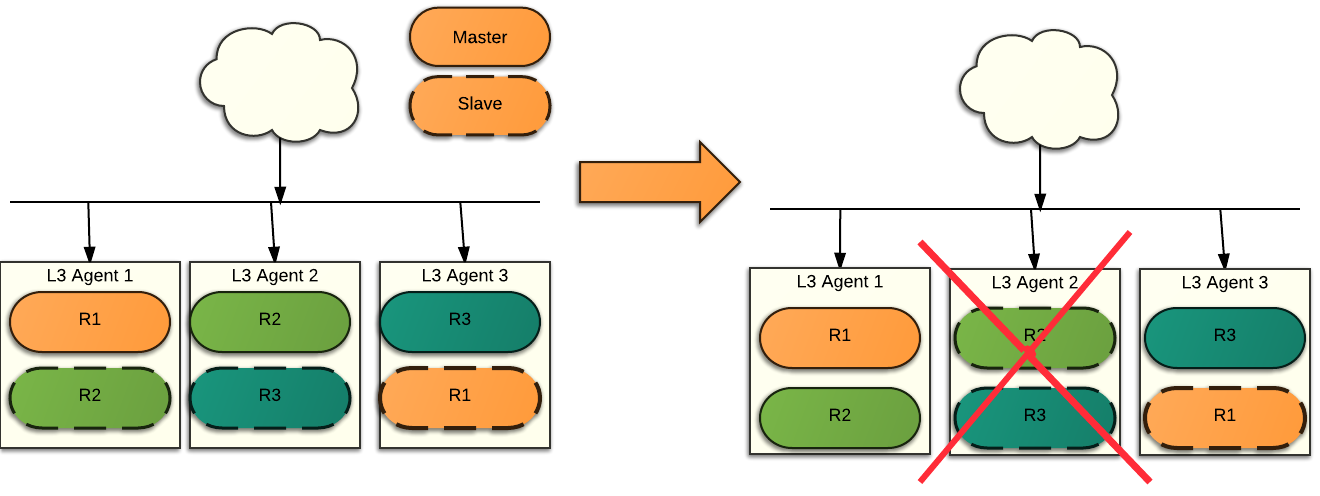 Master
Slave
L3 Agent 1
R1
R2
L3 Agent 2
R2
R3
L3 Agent 3
R3
R1
L3 Agent 1
R1
R2
L3 Agent 2
R2
R3
L3 Agent 3
R3
R1